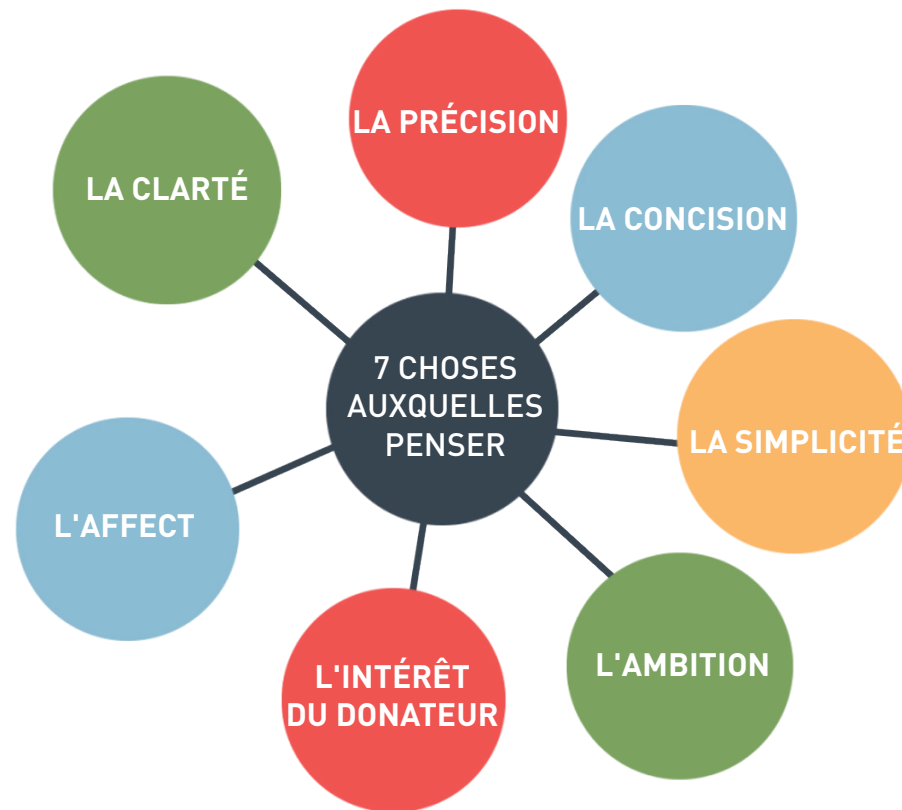 LA PRÉCISION
LA CLARTÉ
LA CONCISION
7 CHOSES
AUXQUELLES
PENSER
LA SIMPLICITÉ
L'AFFECT
L'AMBITION
L'INTÉRÊT
DU DONATEUR